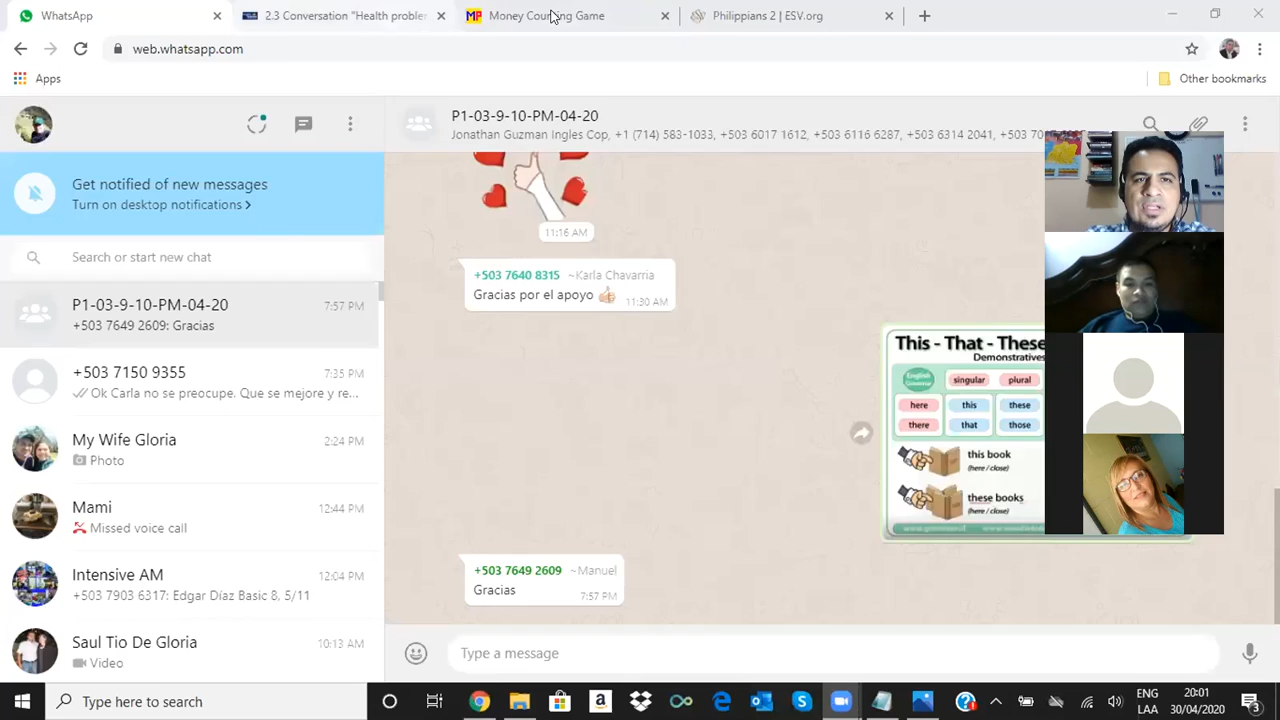 WhatsApp
2.3 Conversation "Health probler
Money Counting Game
Philippians 2 | ESV.org
web.whatsapp.com
Apps
Other bookmarks
P1-03-9-10-PM-04-20
Jonathan Guzman Ingles Cop, +1 (714) 583-1033, +503 6017 1612, +503 6116 6287, +503 6314 2041, +503 70
Get notified of new messages
Turn on desktop notifications >
Search or start new chat
P1-03-9-10-PM-04-20
7:57 PM
+503 7649 2609: Gracias
+503 7150 9355
7:35 PM
Ok Carla no se preocupe. Que se mejore y re...
My Wife Gloria
2:24 PM
Photo
Mami
12:44 PM
Missed voice call
Intensive AM
12:04 PM
+503 7903 6317: Edgar Díaz Basic 8, 5/11
Saul Tio De Gloria
10:13 AM
Video
11:16 AM
+503 7640 8315 ~Karla Chavarria
Gracias por el apoyo
11:30 AM
This - That - These
Demonstratives
English Grammar
singular plural
here this these
there that those
this book
(here / close)
these books
(here / close)
+503 7649 2609 ~Manuel
Gracias
7:57 PM
Type a message
Type here to search
ENG
LAA
20:01
30/04/2020
3